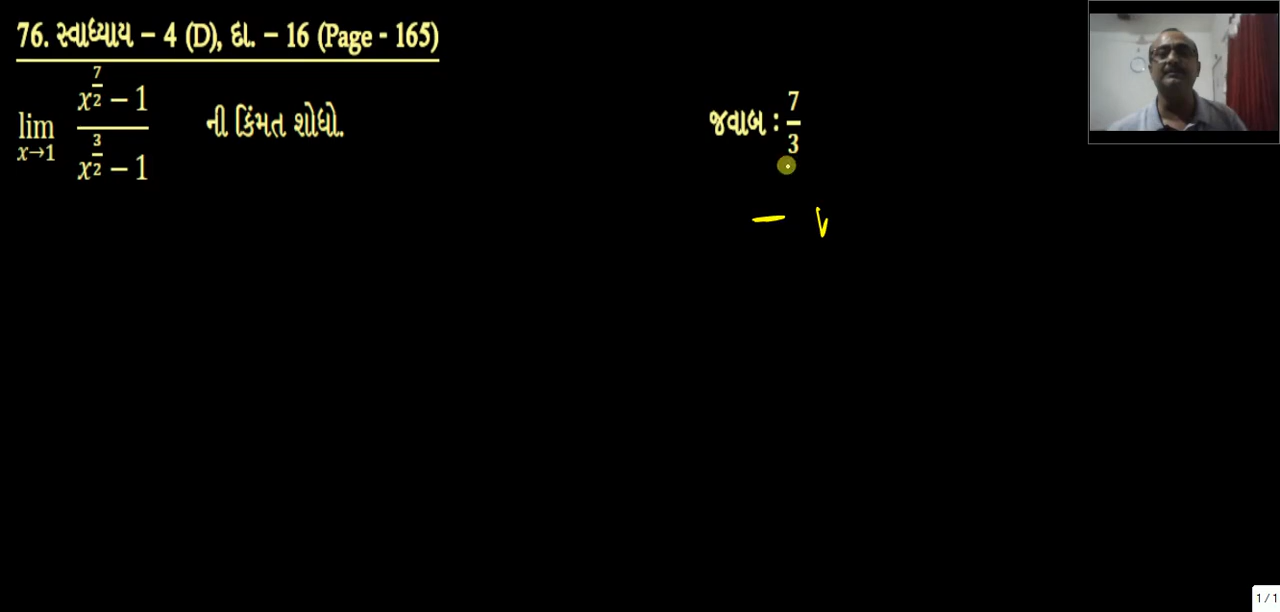 76. સ્વાધ્યાય – 4 (D), દા. – 16 (Page - 165)
lim x→1 (x^(7/2) – 1)/(x^(3/2) – 1) ની કિંમત શોધો.
જવાબ : 7/3
1 / 1